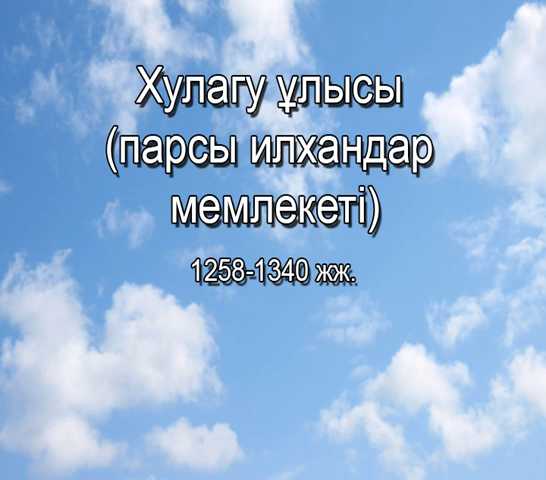 Хулагу ұлысы
(парсы илхандар
мемлекеті)
1258-1340 жж.